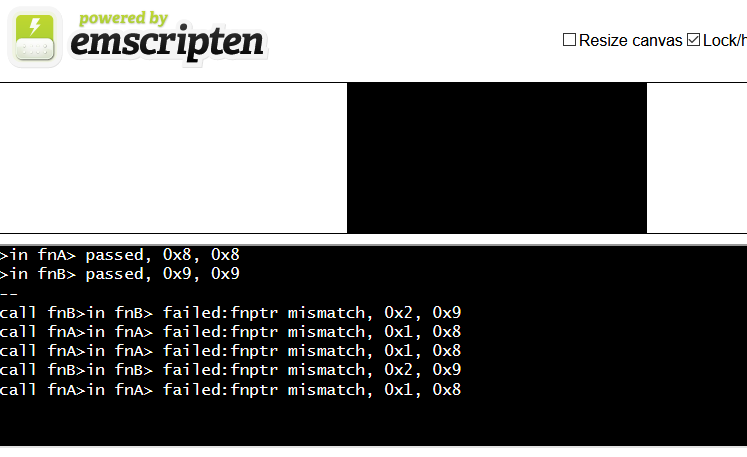 powered by
emscripten
Resize canvas Lock/h
>in fnA> passed, 0x8, 0x8
>in fnB> passed, 0x9, 0x9
--
call fnB>in fnB> failed:fnptr mismatch, 0x2, 0x9
call fnA>in fnA> failed:fnptr mismatch, 0x1, 0x8
call fnA>in fnA> failed:fnptr mismatch, 0x1, 0x8
call fnB>in fnB> failed:fnptr mismatch, 0x2, 0x9
call fnA>in fnA> failed:fnptr mismatch, 0x1, 0x8